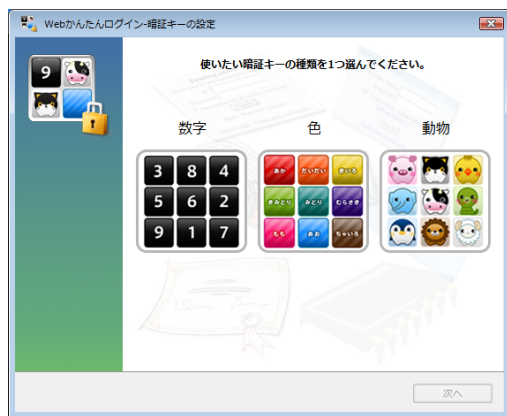 Webかんたんログイン-暗証キーの設定
9
1
使いたい暗証キーの種類を1つ選んでください。
数字 色 動物
3 8 4 あか だいだい きいろ
5 6 2 きみどり みどり むらさき
9 1 7 もも あお ちゃいろ
次へ